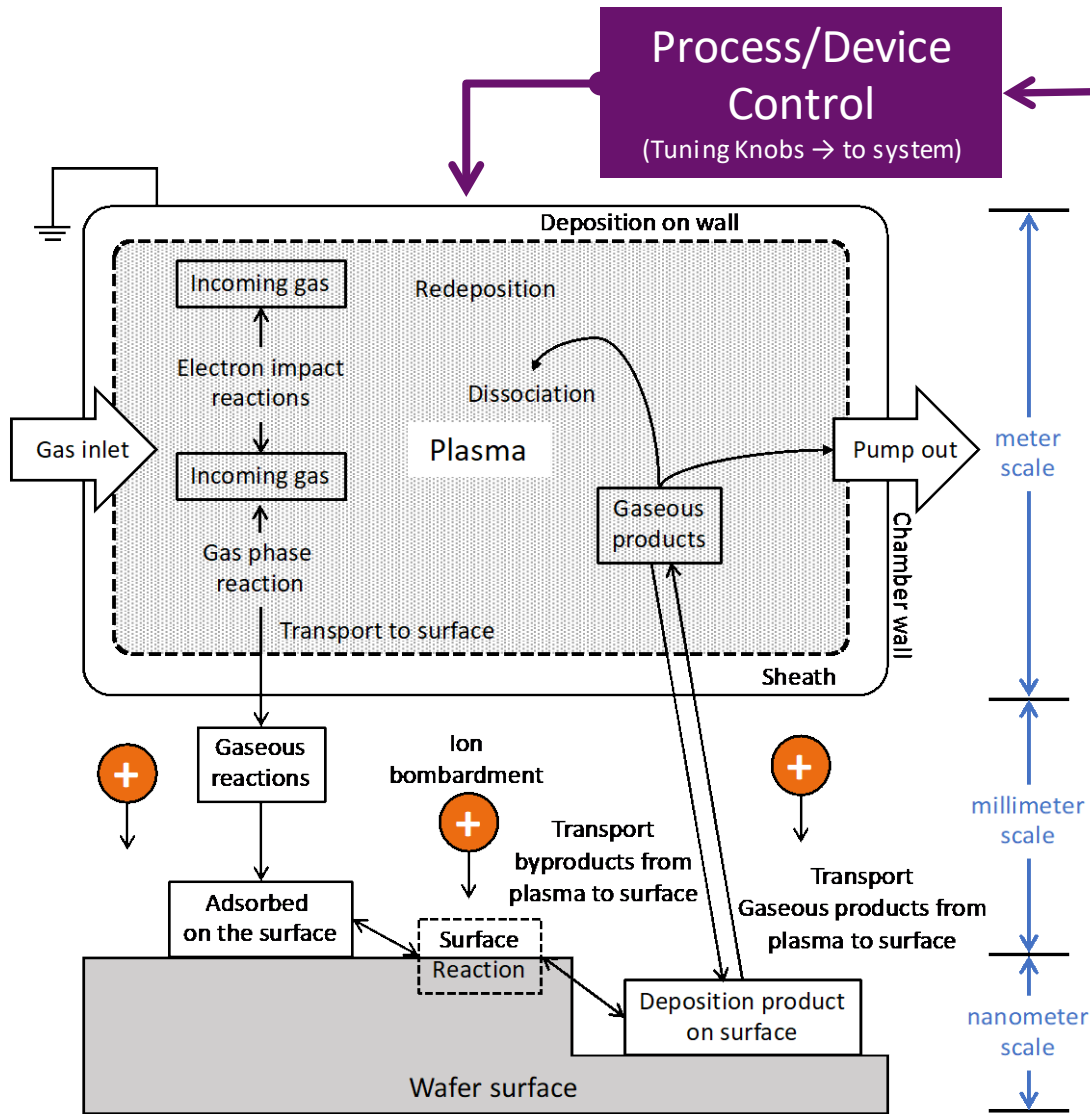 Process/Device
Control
(Tuning Knobs → to system)
Deposition on wall
Incoming gas
Redeposition
Electron impact
reactions
Dissociation
Gas inlet
Plasma
Pump out
meter
scale
Incoming gas
Gaseous
products
Gas phase
reaction
Chamber wall
Transport to surface
Sheath
Gaseous
reactions
Ion
bombardment
+
+
+
millimeter
scale
Transport
byproducts from
plasma to surface
Transport
Gaseous products from
plasma to surface
Adsorbed
on the surface
Surface
Reaction
Deposition product
on surface
nanometer
scale
Wafer surface